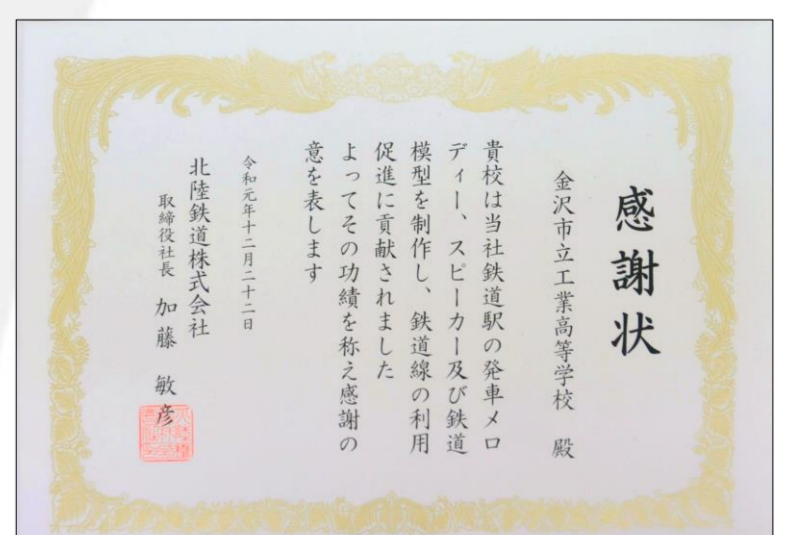 感謝状
金沢市立工業高等学校 殿
貴校は当社鉄道駅の発車メロ
ディー、スピーカー及び鉄道
模型を制作し、鉄道線の利用
促進に貢献されました
よってその功績を称え感謝の
意を表します
令和元年十二月二十二日
北陸鉄道株式会社
取締役社長 加藤 敏彦